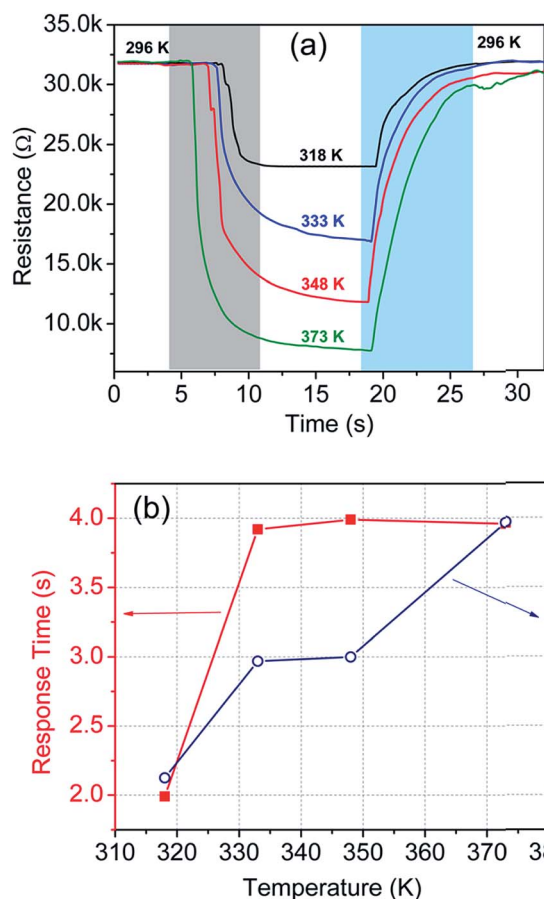 35.0k
(a)
296 K
296 K
30.0k
25.0k
318 K
20.0k
333 K
15.0k
348 K
10.0k
373 K
Resistance (Ω)
0 5 10 15 20 25 30
Time (s)
(b)
4.0
3.5
3.0
2.5
2.0
Response Time (s)
310 320 330 340 350 360 370
Temperature (K)